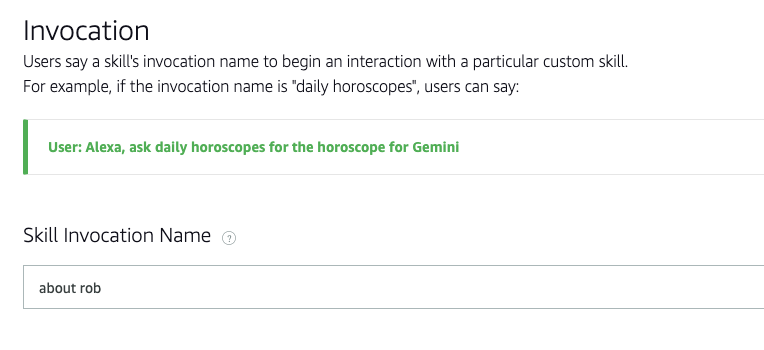 Invocation
Users say a skill's invocation name to begin an interaction with a particular custom skill.
For example, if the invocation name is "daily horoscopes", users can say:
User: Alexa, ask daily horoscopes for the horoscope for Gemini
Skill Invocation Name ?
about rob